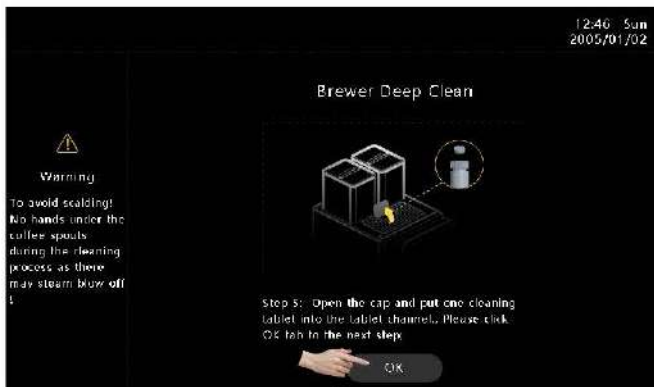 12:46 Sun
2005/01/02
Brewer Deep Clean
Warning
To avoid scalding!
No hands under the
coffee spouts
during the cleaning
process as there
may steam blow off
!
Step 5: Open the cap and put one cleaning
tablet into the tablet channel.. Please click
OK tab to the next step.
OK